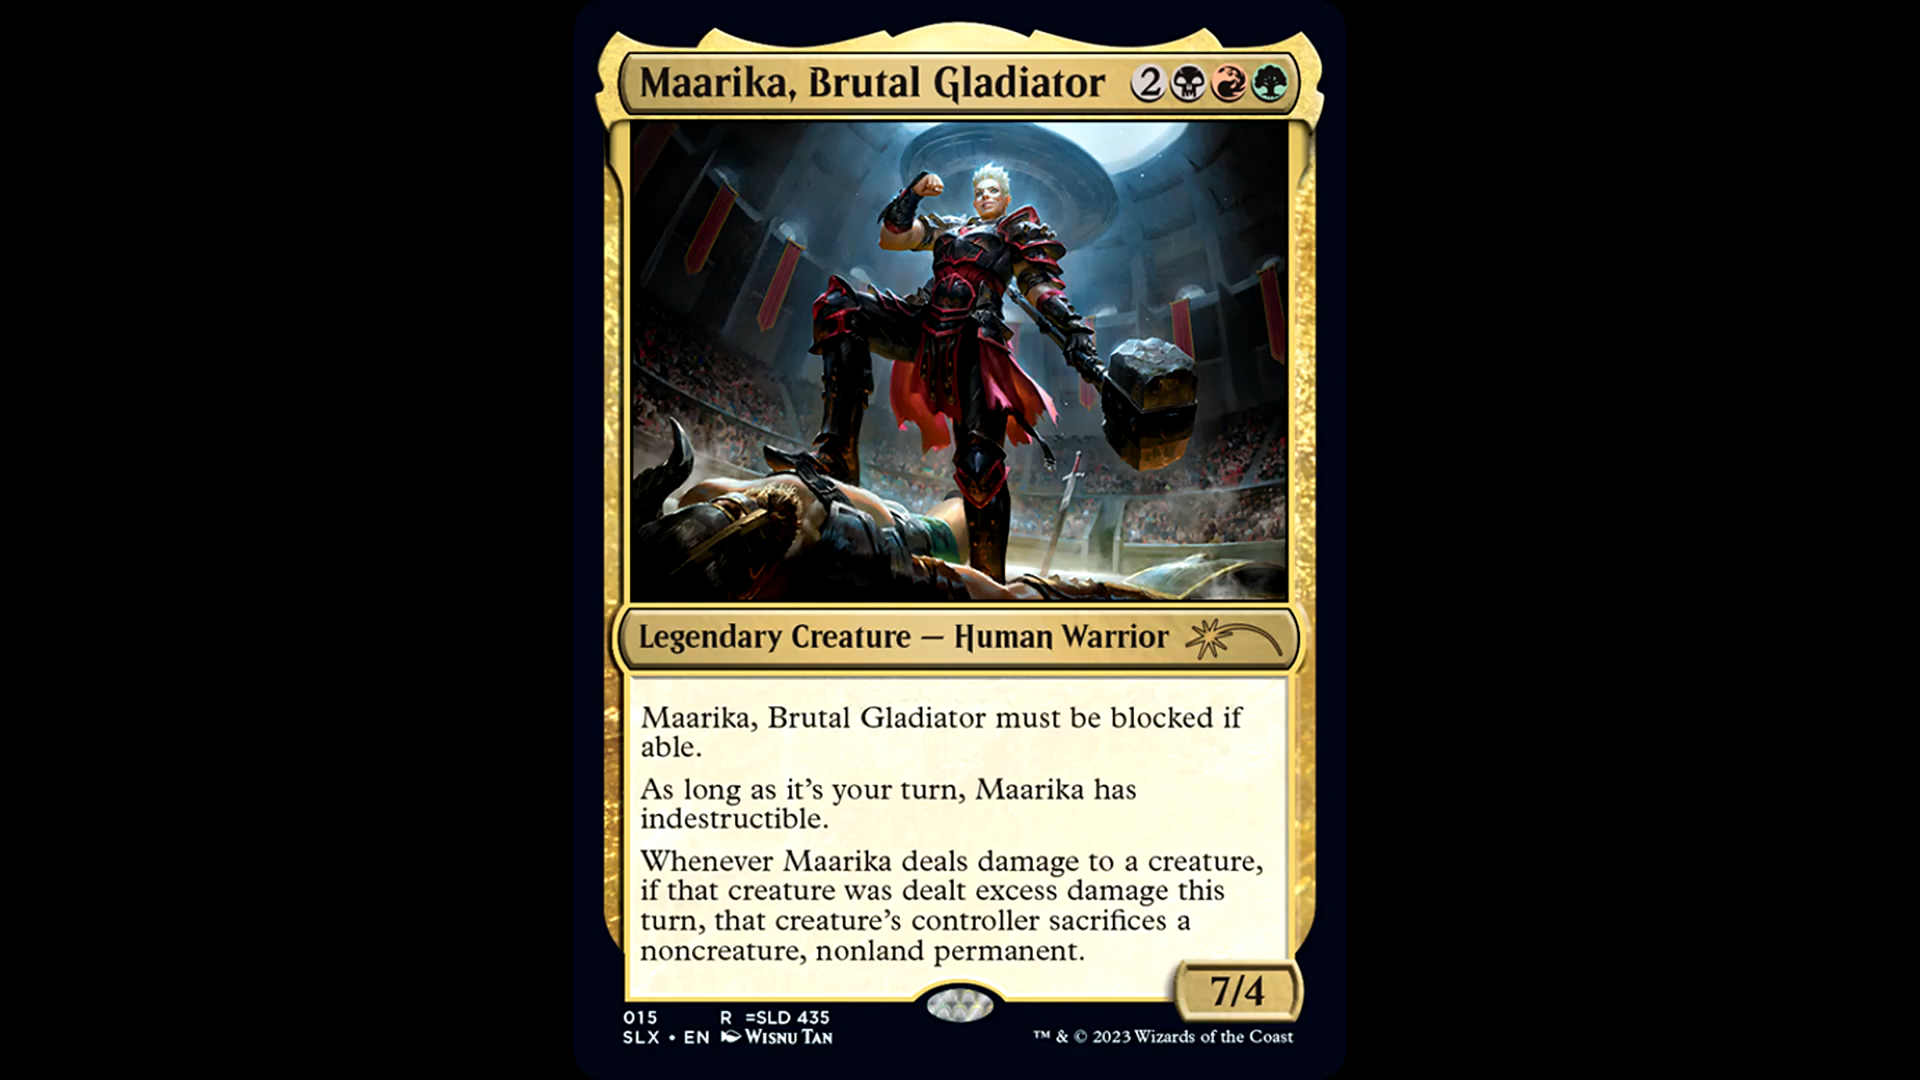 Maarika, Brutal Gladiator 2
Legendary Creature — Human Warrior
Maarika, Brutal Gladiator must be blocked if
able.
As long as it’s your turn, Maarika has
indestructible.
Whenever Maarika deals damage to a creature,
if that creature was dealt excess damage this
turn, that creature’s controller sacrifices a
noncreature, nonland permanent.
7/4
015 R =SLD 435
SLX • EN Wisnu Tan
™ & © 2023 Wizards of the Coast